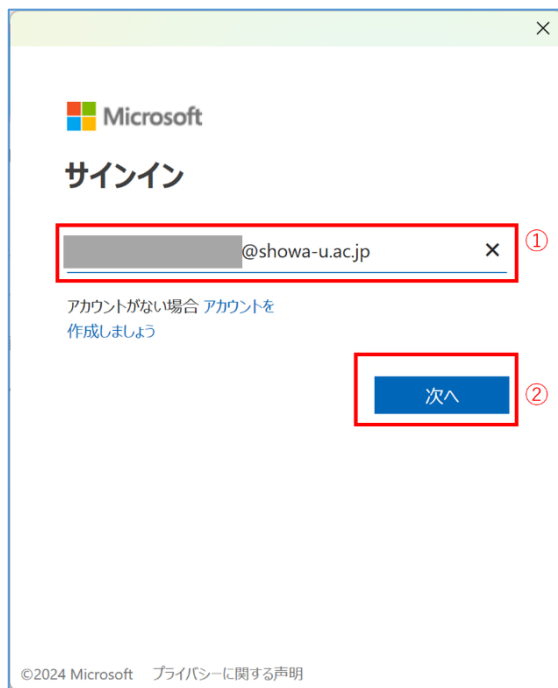 Microsoft
サインイン
@showa-u.ac.jp ×
①
アカウントがない場合 アカウントを
作成しましょう
次へ
②
©2024 Microsoft プライバシーに関する声明